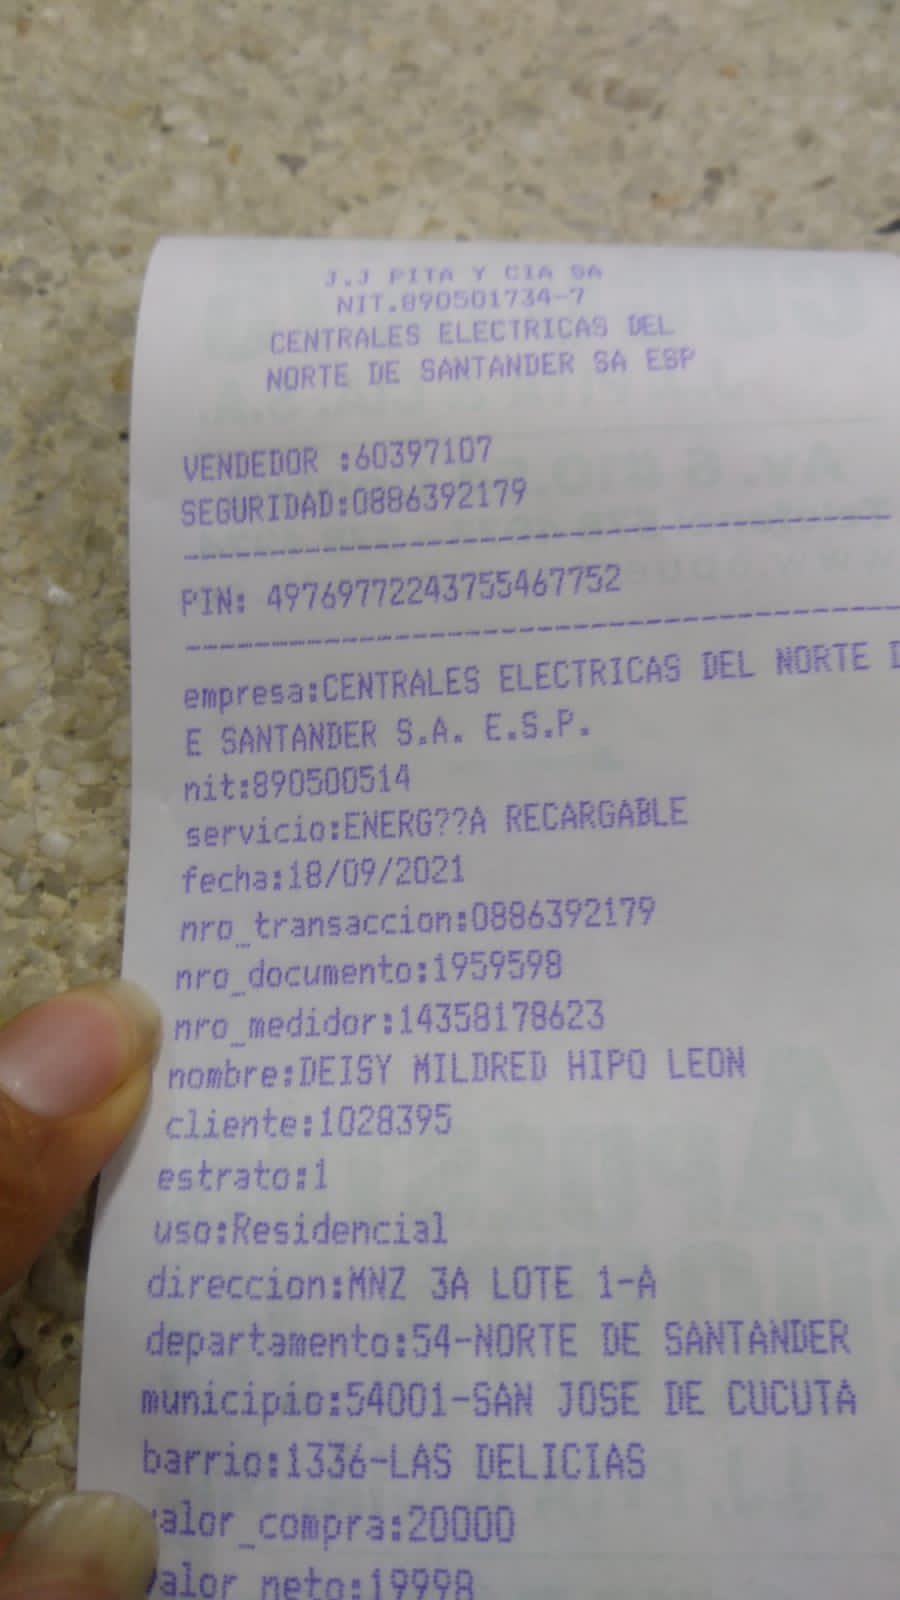 J.J PITA Y CIA SA
NIT.890501734-7
CENTRALES ELECTRICAS DEL
NORTE DE SANTANDER SA ESP
VENDEDOR :60397107
SEGURIDAD:0886392179
PIN: 49769772243755467752
empresa:CENTRALES ELECTRICAS DEL NORTE D
E SANTANDER S.A. E.S.P.
nit:890500514
servicio:ENERG??A RECARGABLE
fecha:18/09/2021
nro_transaccion:0886392179
nro_documento:1959598
nro_medidor:14358178623
nombre:DEISY MILDRED HIPO LEON
cliente:1028395
estrato:1
uso:Residencial
direccion:MNZ 3A LOTE 1-A
departamento:54-NORTE DE SANTANDER
municipio:54001-SAN JOSE DE CUCUTA
barrio:1336-LAS DELICIAS
valor_compra:20000
valor_neto:19998